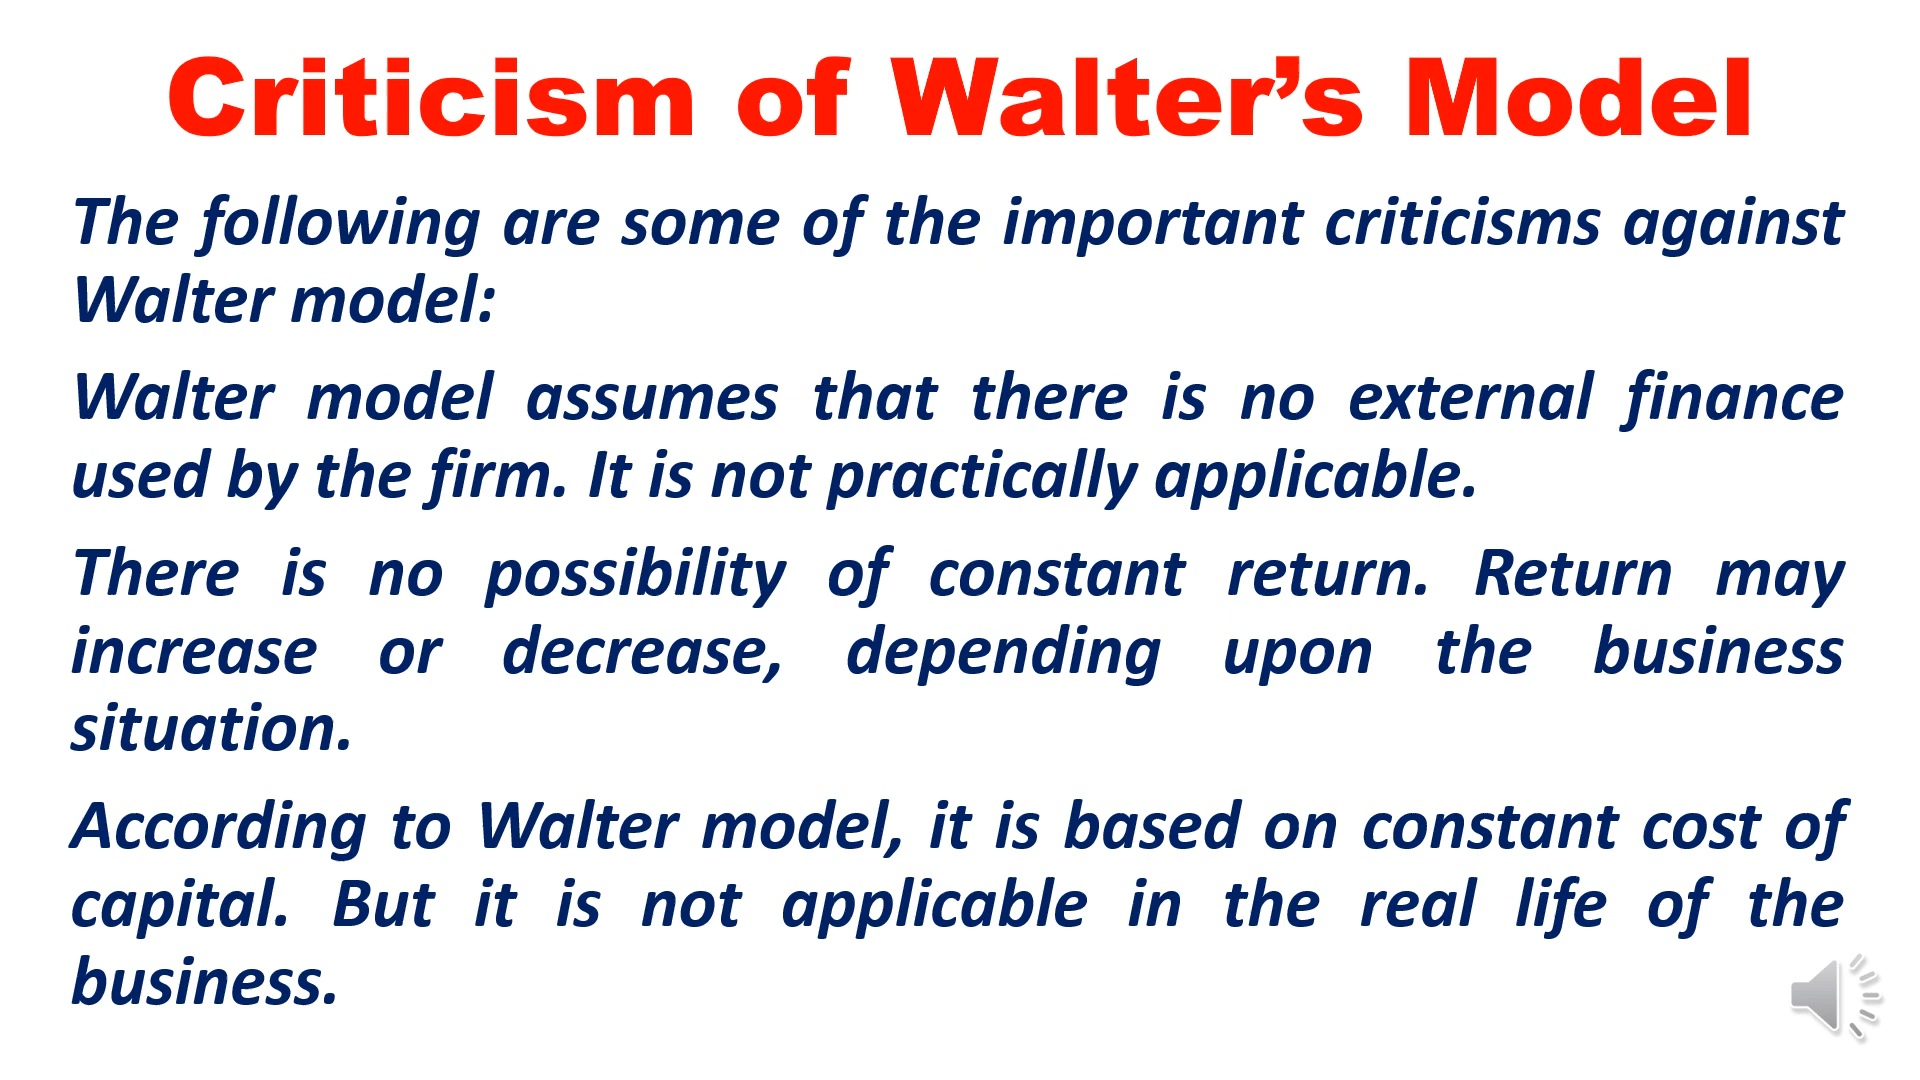 Criticism of Walter’s Model
The following are some of the important criticisms against
Walter model:
Walter model assumes that there is no external finance
used by the firm. It is not practically applicable.
There is no possibility of constant return. Return may
increase or decrease, depending upon the business
situation.
According to Walter model, it is based on constant cost of
capital. But it is not applicable in the real life of the
business.